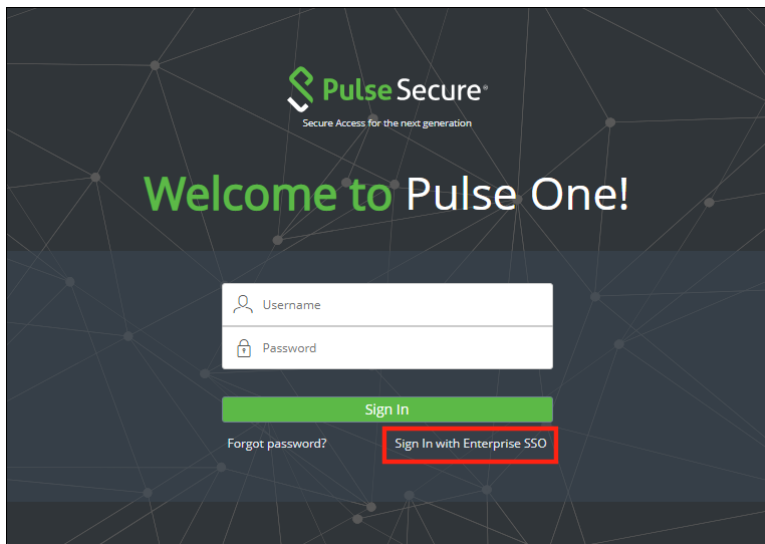 Pulse Secure®
Secure Access for the next generation
Welcome to Pulse One!
Username
Password
Sign In
Forgot password? Sign In with Enterprise SSO